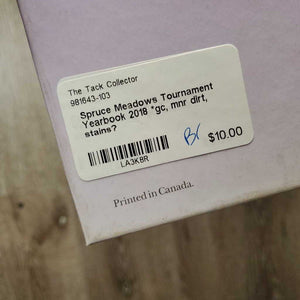 The Tack Collector
981643-103
Spruce Meadows Tournament
Yearbook 2018 *gc, mnr dirt,
stains?
$10.00
LA3K8R
Printed in Canada.